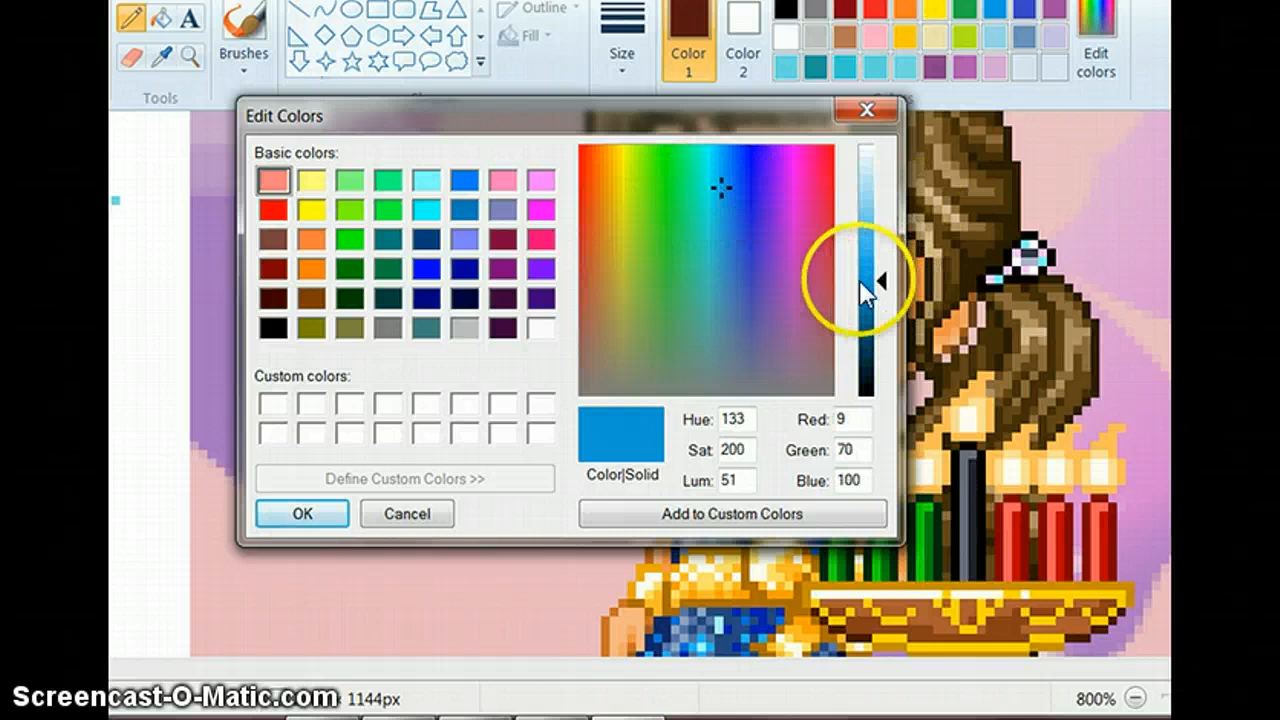 A
Outline
Fill
Brushes
Size
Color
1
Color
2
Edit
colors
Tools
Edit Colors
Basic colors:
Custom colors:
Define Custom Colors >>
OK
Cancel
Color|Solid
Hue: 133
Sat: 200
Lum: 51
Red: 9
Green: 70
Blue: 100
Add to Custom Colors
Screencast-O-Matic.com
1144px
800%